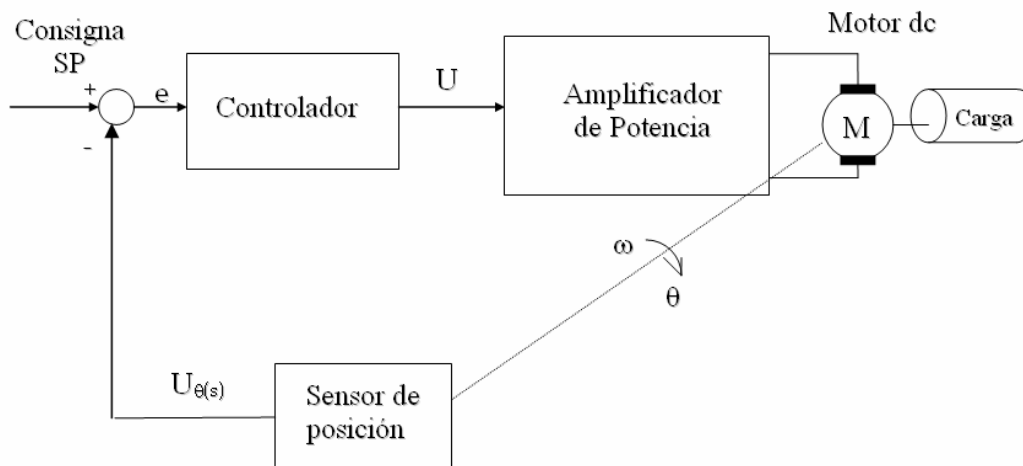 Motor dc
Consigna
SP
+
e
Controlador
U
Amplificador
de Potencia
M
Carga
-
ω
θ
Uθ(s)
Sensor de
posición